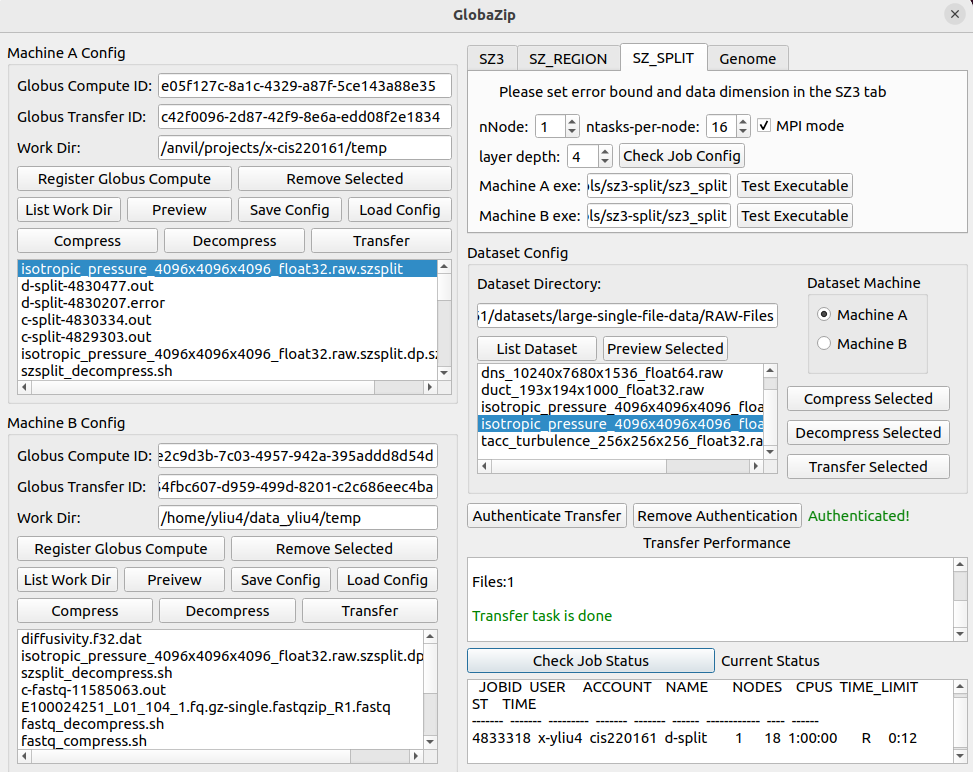 GlobaZip
Machine A Config
Globus Compute ID: e05f127c-8a1c-4329-a87f-5ce143a88e35
Globus Transfer ID: c42f0096-2d87-42f9-8e6a-edd08f2e1834
Work Dir: /anvil/projects/x-cis220161/temp
Register Globus Compute Remove Selected
List Work Dir Preview Save Config Load Config
Compress Decompress Transfer
isotropic_pressure_4096x4096x4096_float32.raw.szsplit
d-split-4830477.out
d-split-4830207.error
c-split-4830334.out
c-split-4829303.out
isotropic_pressure_4096x4096x4096_float32.raw.szsplit.dp.sz
szsplit_decompress.sh
Machine B Config
Globus Compute ID: e2c9d3b-7c03-4957-942a-395addd8d54d
Globus Transfer ID: 54fbc607-d959-499d-8201-c2c686eec4ba
Work Dir: /home/yliu4/data_yliu4/temp
Register Globus Compute Remove Selected
List Work Dir Preivew Save Config Load Config
Compress Decompress Transfer
diffusivity.f32.dat
isotropic_pressure_4096x4096x4096_float32.raw.szsplit.dp
szsplit_decompress.sh
c-fastq-11585063.out
E100024251_L01_104_1.fq.gz-single.fastqzip_R1.fastq
fastq_decompress.sh
fastq_compress.sh
SZ3 SZ_REGION SZ_SPLIT Genome
Please set error bound and data dimension in the SZ3 tab
nNode: 1 ntasks-per-node: 16 MPI mode
layer depth: 4 Check Job Config
Machine A exe: ols/sz3-split/sz3_split Test Executable
Machine B exe: ols/sz3-split/sz3_split Test Executable
Dataset Config
Dataset Directory:
61/datasets/large-single-file-data/RAW-Files
List Dataset Preview Selected
dns_10240x7680x1536_float64.raw
duct_193x194x1000_float32.raw
isotropic_pressure_4096x4096x4096_floa
isotropic_pressure_4096x4096x4096_floa
tacc_turbulence_256x256x256_float32.ra
Dataset Machine
Machine A
Machine B
Compress Selected
Decompress Selected
Transfer Selected
Authenticate Transfer Remove Authentication Authenticated!
Transfer Performance
Files:1
Transfer task is done
Check Job Status Current Status
JOBID USER ACCOUNT NAME NODES CPUS TIME_LIMIT
ST TIME
------- ------- --------- ------- ------- ------ ------------ ---- ------
4833318 x-yliu4 cis220161 d-split 1 18 1:00:00 R 0:12